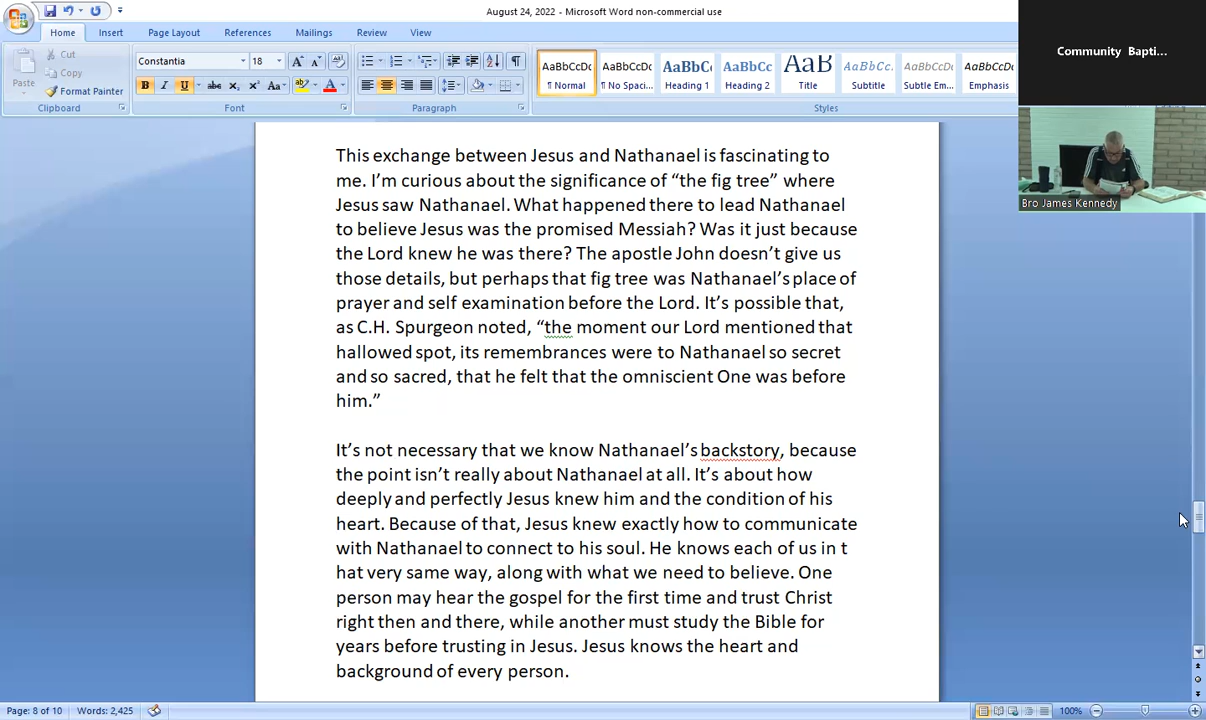 August 24, 2022 - Microsoft Word non-commercial use
Home Insert Page Layout References Mailings Review View
Community Bapti...
Paste
Cut
Copy
Format Painter
Clipboard
Constantia 18
Font
Paragraph
AaBbCcDc AaBbCcDc AaBbCc AaBbCc AaB AaBbCc. AaBbCcDc AaBbCcDc
¶ Normal ¶ No Spaci... Heading 1 Heading 2 Title Subtitle Subtle Em... Emphasis
Styles
Bro James Kennedy
This exchange between Jesus and Nathanael is fascinating to
me. I’m curious about the significance of “the fig tree” where
Jesus saw Nathanael. What happened there to lead Nathanael
to believe Jesus was the promised Messiah? Was it just because
the Lord knew he was there? The apostle John doesn’t give us
those details, but perhaps that fig tree was Nathanael’s place of
prayer and self examination before the Lord. It’s possible that,
as C.H. Spurgeon noted, “the moment our Lord mentioned that
hallowed spot, its remembrances were to Nathanael so secret
and so sacred, that he felt that the omniscient One was before
him.”
It’s not necessary that we know Nathanael’s backstory, because
the point isn’t really about Nathanael at all. It’s about how
deeply and perfectly Jesus knew him and the condition of his
heart. Because of that, Jesus knew exactly how to communicate
with Nathanael to connect to his soul. He knows each of us in t
hat very same way, along with what we need to believe. One
person may hear the gospel for the first time and trust Christ
right then and there, while another must study the Bible for
years before trusting in Jesus. Jesus knows the heart and
background of every person.
Page: 8 of 10 Words: 2,425 100%